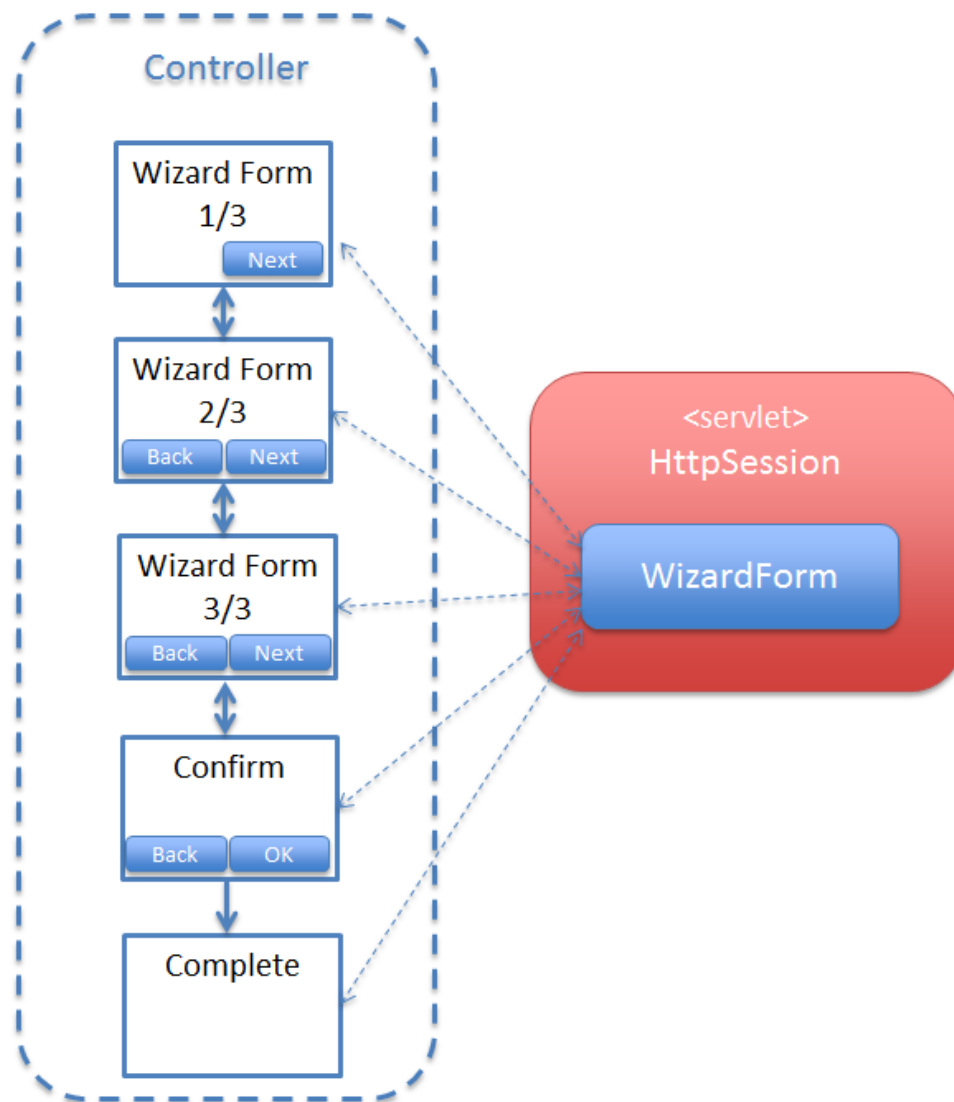 Controller
Wizard Form
1/3
Next
Wizard Form
2/3
Back Next
Wizard Form
3/3
Back Next
Confirm
Back OK
Complete
<servlet>
HttpSession
WizardForm